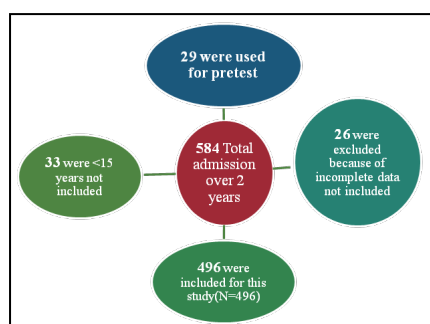 29 were used
for pretest
33 were <15
years not
included
584 Total
admission
over 2
years
26 were
excluded
because of
incomplete data
not included
496 were
included for this
study(N=496)